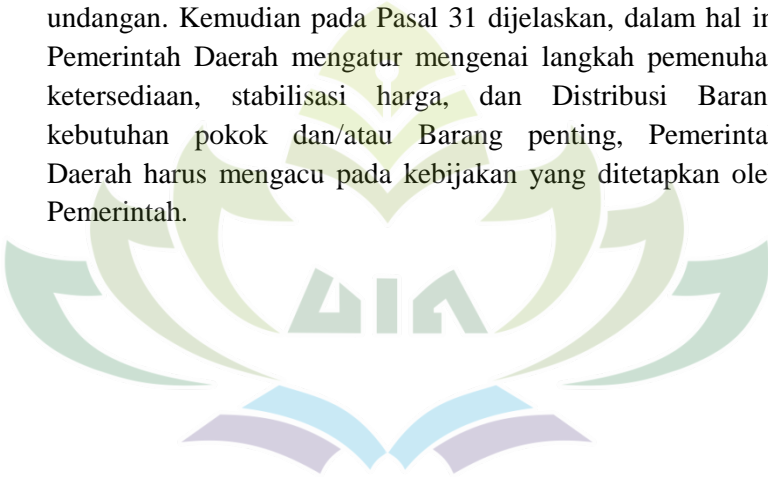 undangan. Kemudian pada Pasal 31 dijelaskan, dalam hal in
Pemerintah Daerah mengatur mengenai langkah pemenuha
ketersediaan, stabilisasi harga, dan Distribusi Baran
kebutuhan pokok dan/atau Barang penting, Pemerinta
Daerah harus mengacu pada kebijakan yang ditetapkan ole
Pemerintah.
UIN